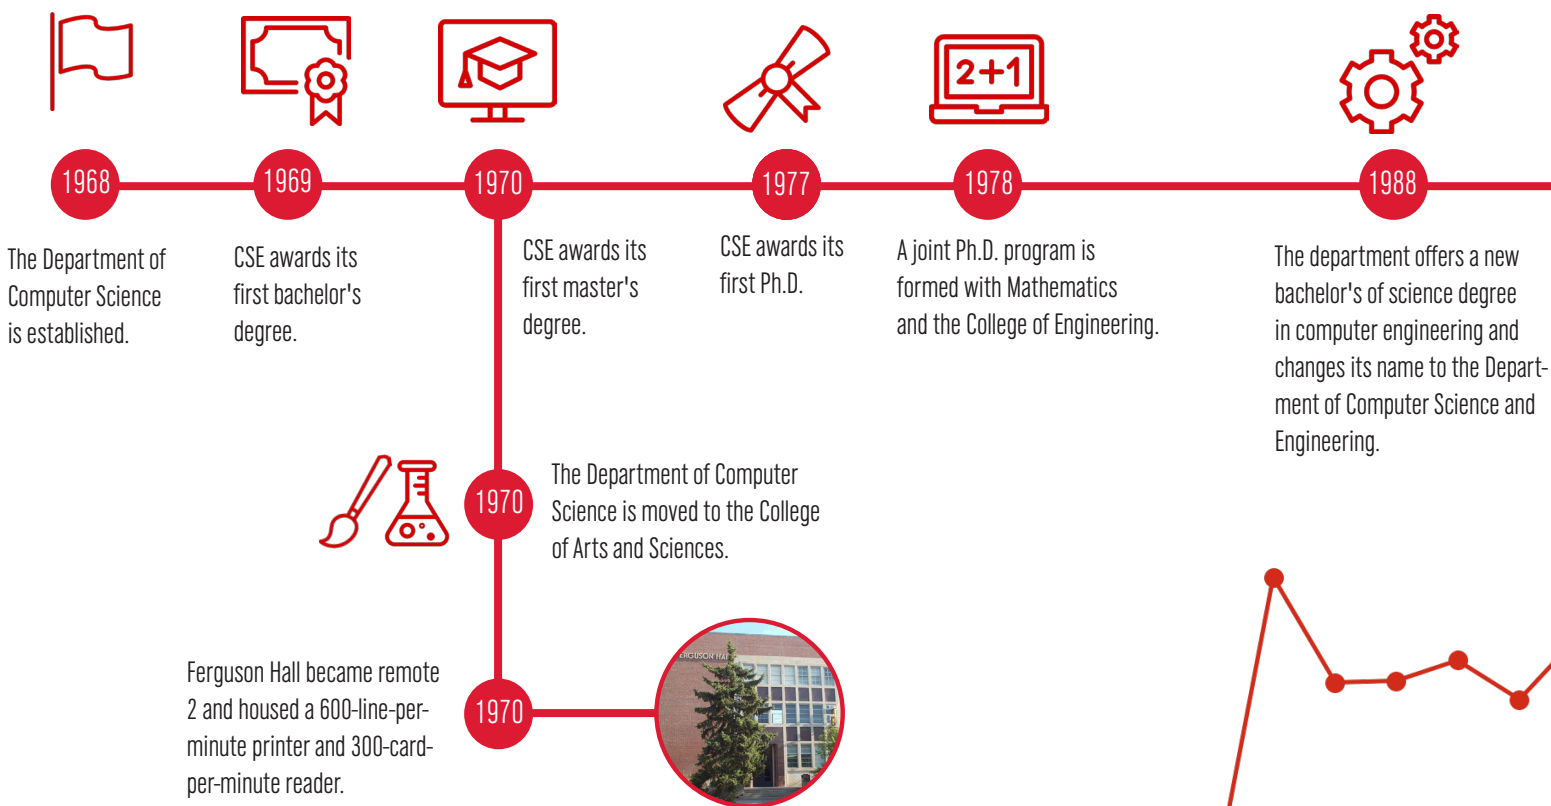 2+1
1968
1969
1970
1977
1978
1988
The Department of
Computer Science
is established.
CSE awards its
first bachelor's
degree.
CSE awards its
first master's
degree.
CSE awards its
first Ph.D.
A joint Ph.D. program is
formed with Mathematics
and the College of Engineering.
The department offers a new
bachelor's of science degree
in computer engineering and
changes its name to the Depart-
ment of Computer Science and
Engineering.
1970
The Department of Computer
Science is moved to the College
of Arts and Sciences.
Ferguson Hall became remote
2 and housed a 600-line-per-
minute printer and 300-card-
per-minute reader.
1970